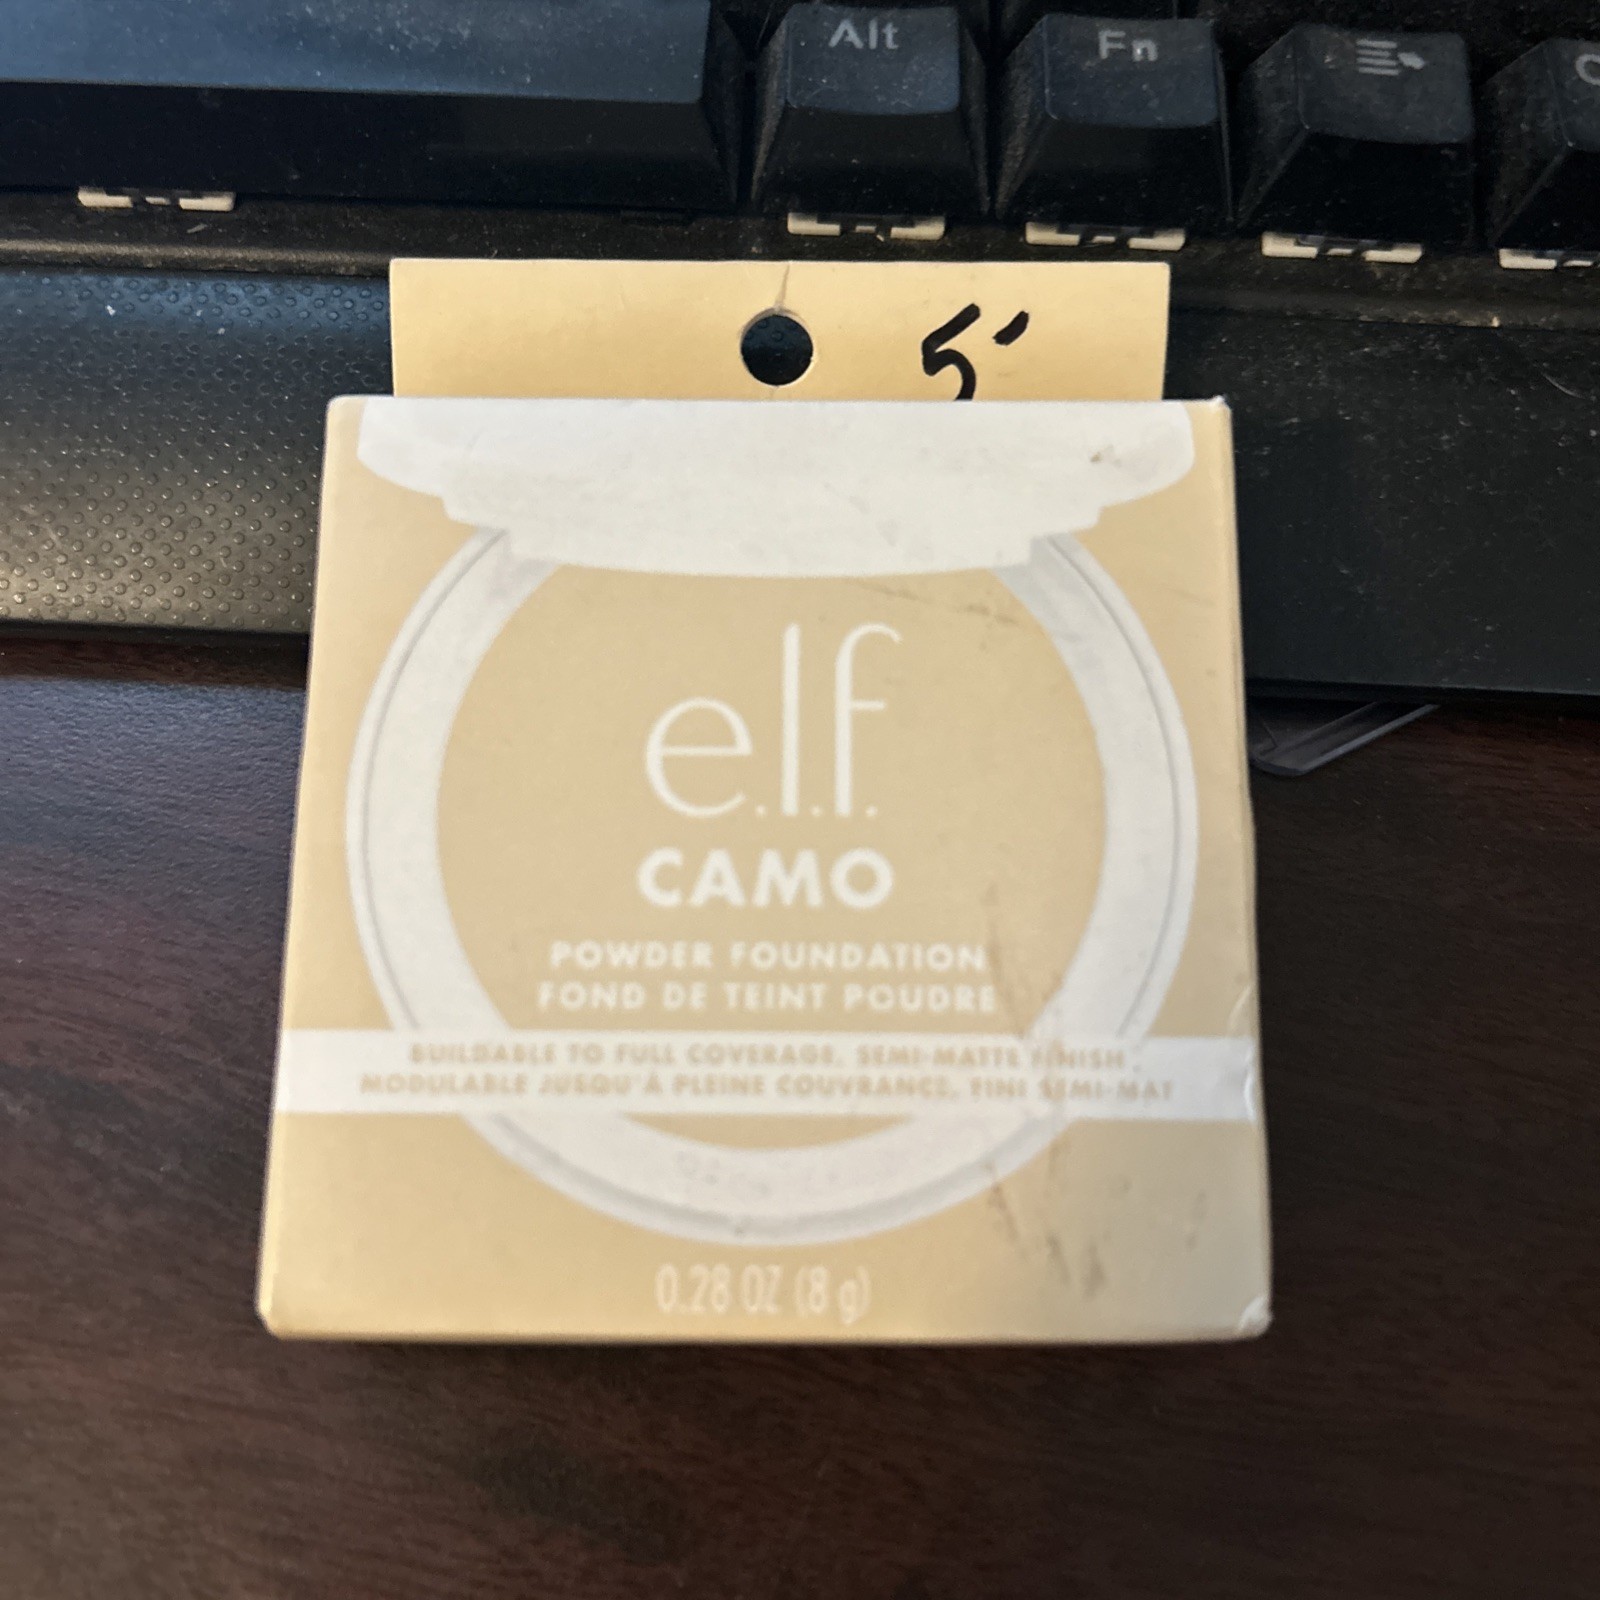 Alt Fn
5'
e.l.f.
CAMO
POWDER FOUNDATION
FOND DE TEINT POUDRE
BUILDABLE TO FULL COVERAGE, SEMI-MATTE FINISH
MODULABLE JUSQU'À PLEINE COUVRANCE, FINI SEMI-MAT
0.28 OZ (8 g)